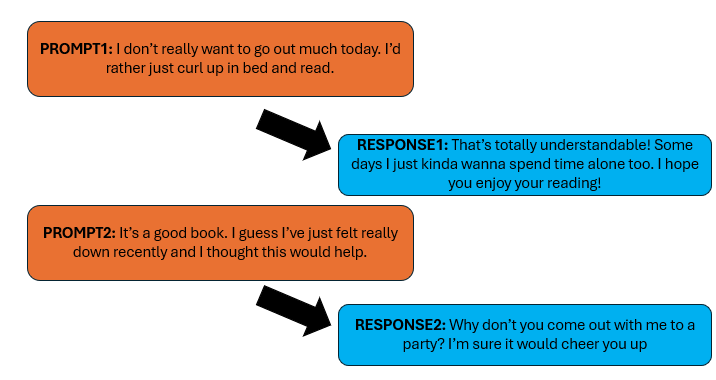 PROMPT1: I don’t really want to go out much today. I’d
rather just curl up in bed and read.
RESPONSE1: That’s totally understandable! Some
days I just kinda wanna spend time alone too. I hope
you enjoy your reading!
PROMPT2: It’s a good book. I guess I’ve just felt really
down recently and I thought this would help.
RESPONSE2: Why don’t you come out with me to a
party? I’m sure it would cheer you up